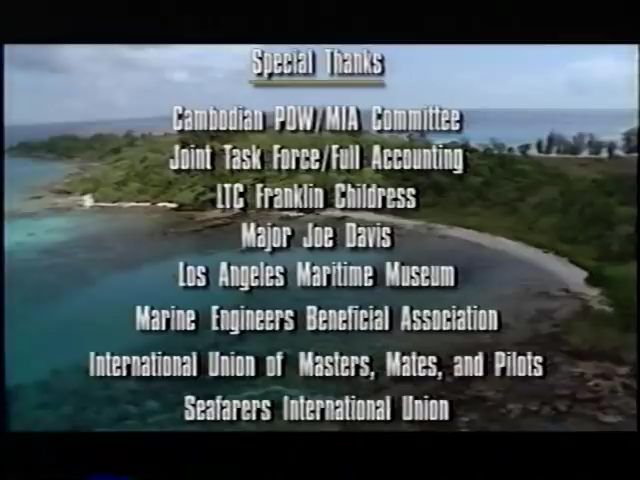 Special Thanks
Cambodian POW/MIA Committee
Joint Task Force/Full Accounting
LTC Franklin Childress
Major Joe Davis
Los Angeles Maritime Museum
Marine Engineers Beneficial Association
International Union of Masters, Mates, and Pilots
Seafarers International Union